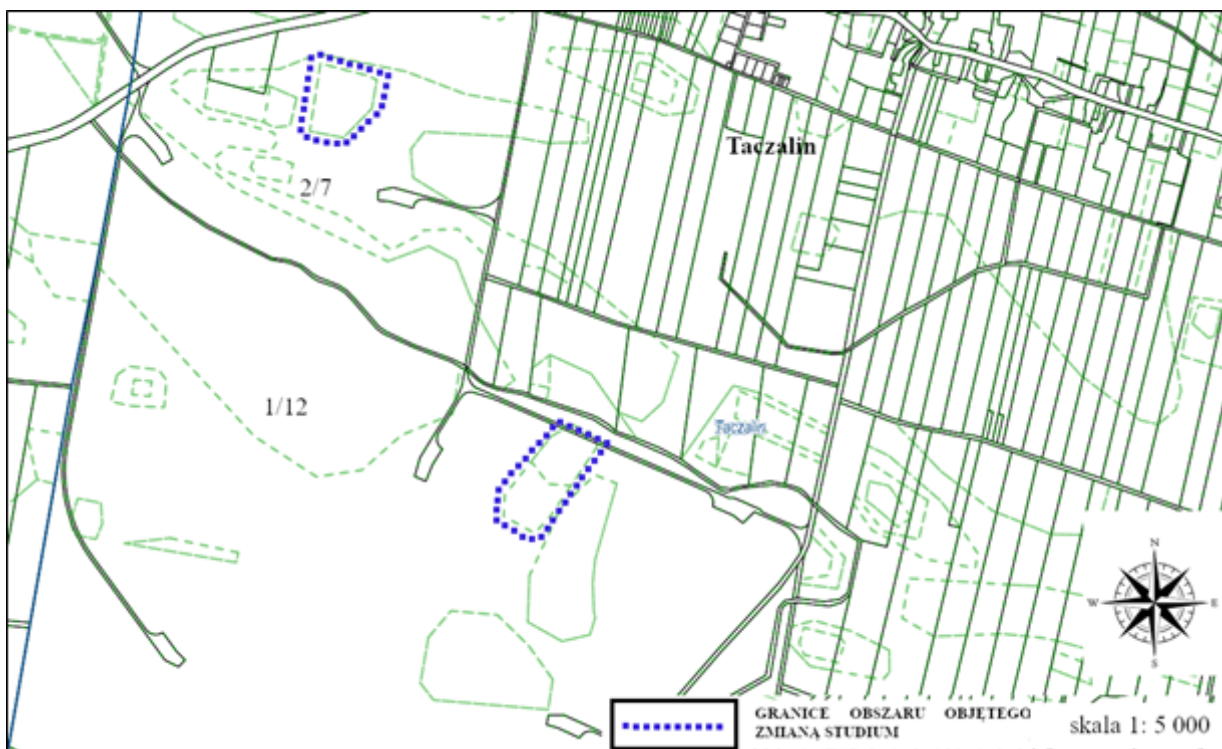 Taczalin
2/7
1/12
Taczalin
N
W
E
S
GRANICE OBSZARU OBJĘTEGO
ZMIANĄ STUDIUM
skala 1: 5 000